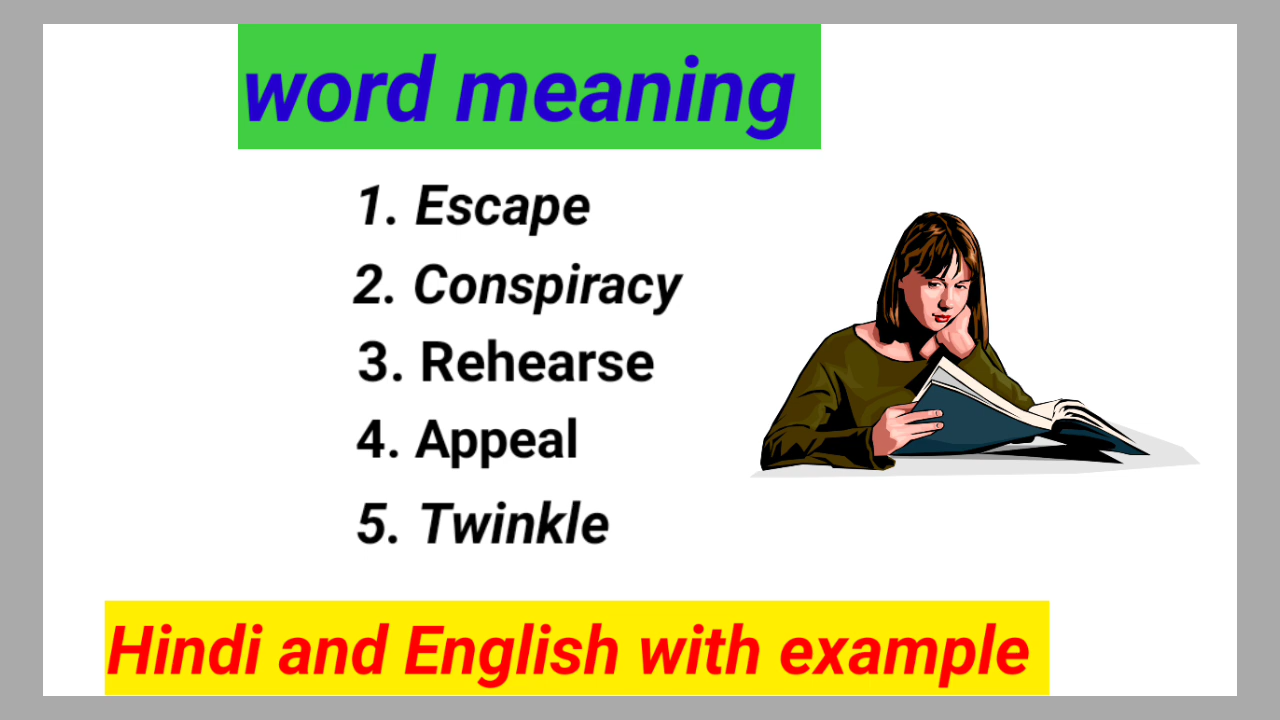 word meaning
1. Escape
2. Conspiracy
3. Rehearse
4. Appeal
5. Twinkle
Hindi and English with example